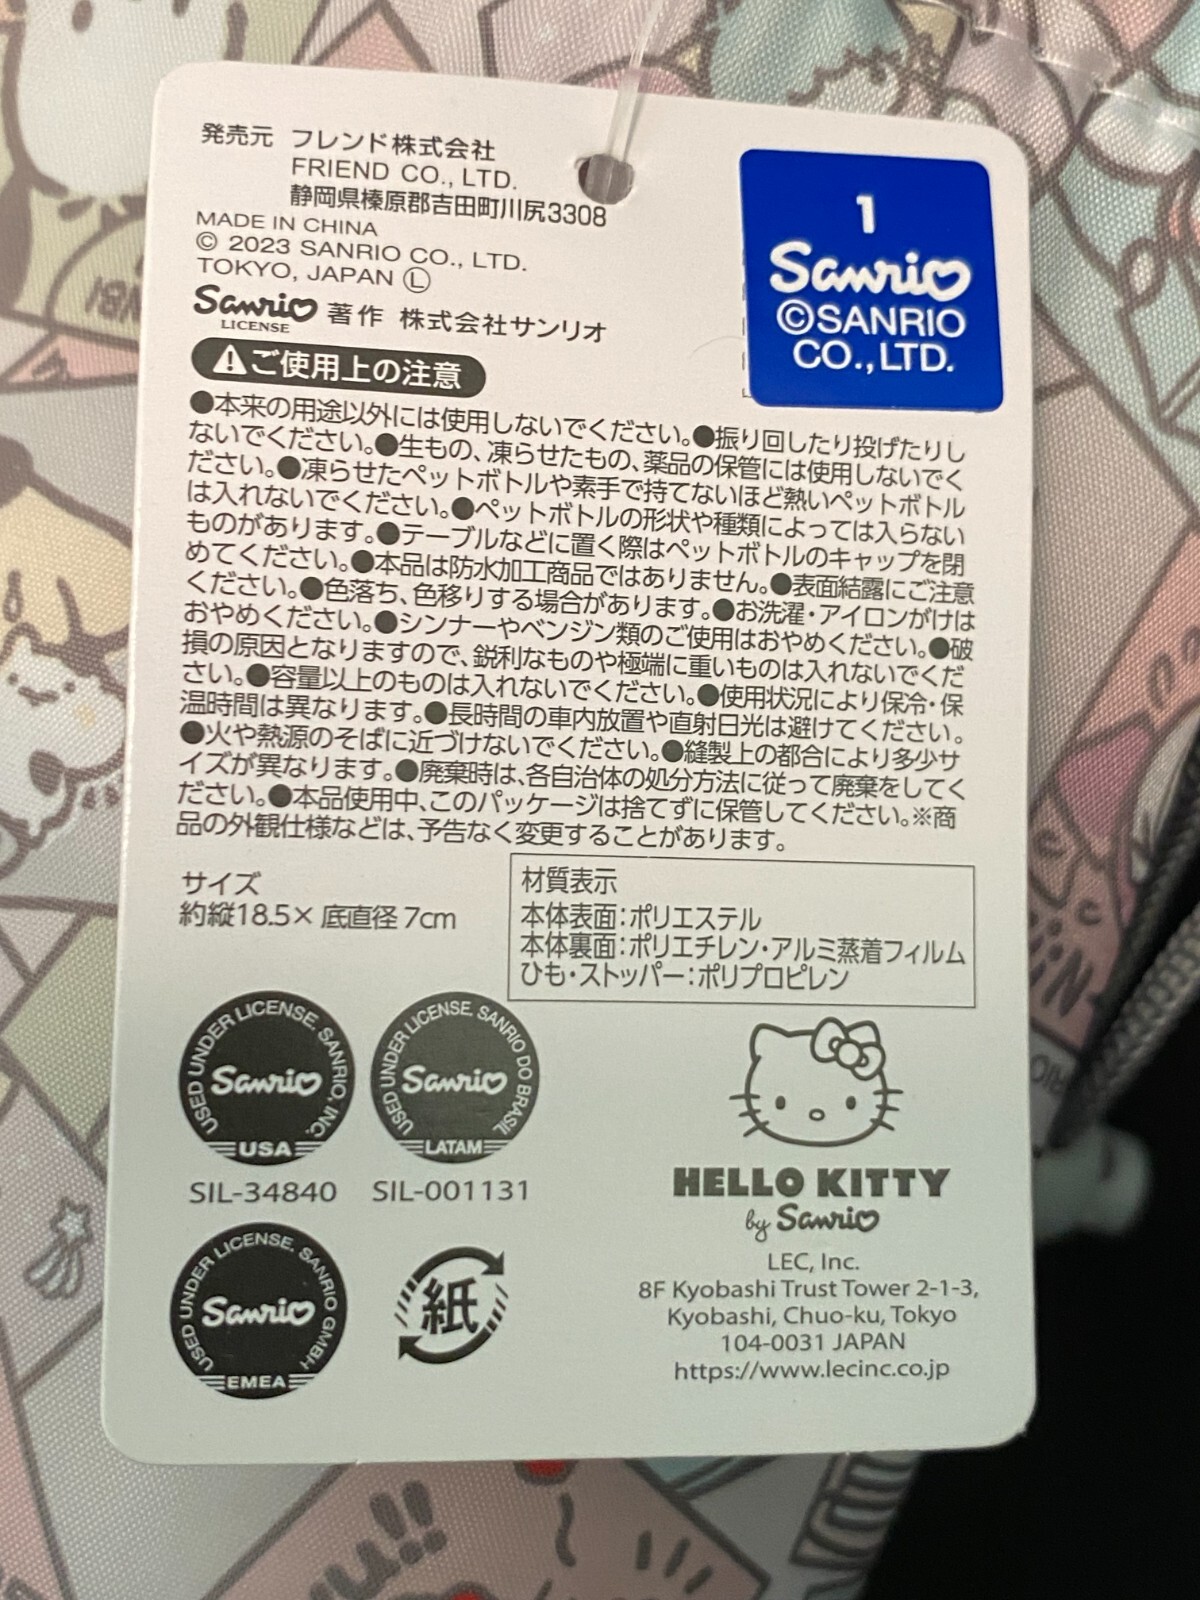 発売元 フレンド株式会社
FRIEND CO., LTD.
静岡県榛原郡吉田町川尻3308
MADE IN CHINA
© 2023 SANRIO CO., LTD.
TOKYO, JAPAN Ⓛ
Sanrio 著作 株式会社サンリオ
LICENSE
1
Sanrio
©SANRIO
CO., LTD.
⚠ご使用上の注意
●本来の用途以外には使用しないでください。●振り回したり投げたりし
ないでください。●生もの、凍らせたもの、薬品の保管には使用しないでく
ださい。●凍らせたペットボトルや素手で持てないほど熱いペットボトル
は入れないでください。●ペットボトルの形状や種類によっては入らない
ものがあります。●テーブルなどに置く際はペットボトルのキャップを閉
めてください。●本品は防水加工商品ではありません。●表面結露にご注意
ください。●色落ち、色移りする場合があります。●お洗濯・アイロンがけは
おやめください。●シンナーやベンジン類のご使用はおやめください。●破
損の原因となりますので、鋭利なものや極端に重いものは入れないでくだ
さい。●容量以上のものは入れないでください。●使用状況により保冷・保
温時間は異なります。●長時間の車内放置や直射日光は避けてください。
●火や熱源のそばに近づけないでください。●縫製上の都合により多少サ
イズが異なります。●廃棄時は、各自治体の処分方法に従って廃棄をしてく
ださい。●本品使用中、このパッケージは捨てずに保管してください。※商
品の外観仕様などは、予告なく変更することがあります。
サイズ
約縦18.5× 底直径 7cm
材質表示
本体表面：ポリエステル
本体裏面：ポリエチレン・アルミ蒸着フィルム
ひも・ストッパー：ポリプロピレン
USED UNDER LICENSE. SANRIO, INC.
Sanrio
USA
SIL-34840
USED UNDER LICENSE. SANRIO DO BRASIL
Sanrio
LATAM
SIL-001131
USED UNDER LICENSE. SANRIO GMBH
Sanrio
EMEA
紙
HELLO KITTY
by Sanrio
LEC, Inc.
8F Kyobashi Trust Tower 2-1-3,
Kyobashi, Chuo-ku, Tokyo
104-0031 JAPAN
https://www.lecinc.co.jp